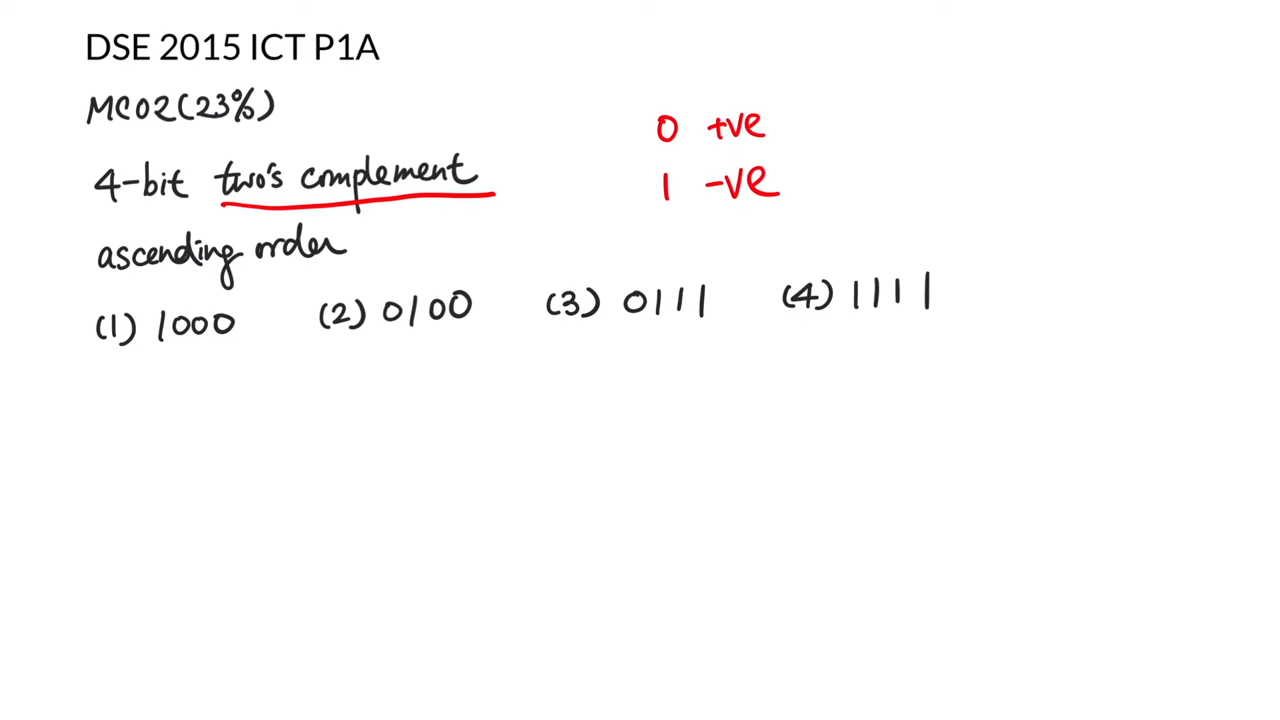 DSE 2015 ICT P1A
MC02(23%)
0 +ve
4-bit two's complement
1 -ve
ascending order
(1) 1000 (2) 0100 (3) 0111 (4) 1111